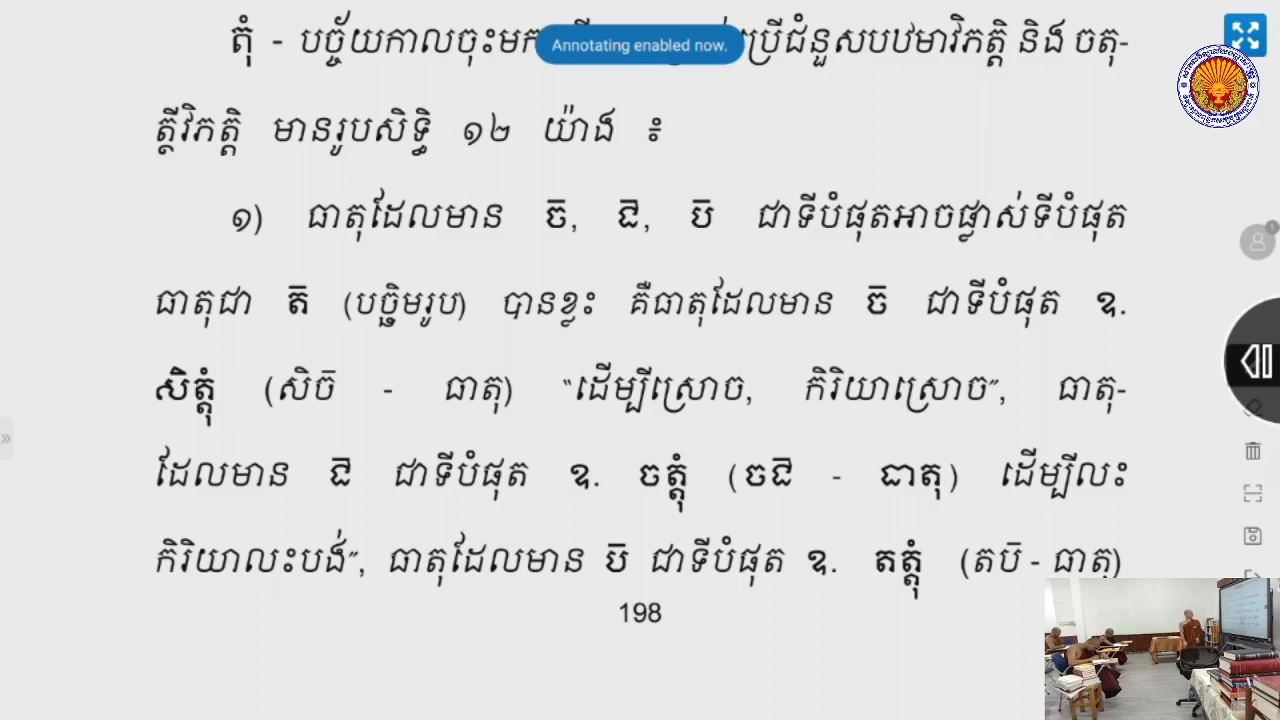 តុំ - បច្ច័យកាលចុះមក ប្រើជំនួសបឋមាវិភត្តិ និង ចតុ-
Annotating enabled now.
ត្ថីវិភត្តិ មានរូបសិទ្ធិ ១២ យ៉ាង ៖
១) ធាតុដែលមាន ច៑, ជ៑, ប៑ ជាទីបំផុតអាចផ្លាស់ទីបំផុត
ធាតុជា ត៑ (បច្ឆិមរូប) បានខ្លះ គឺធាតុដែលមាន ច៑ ជាទីបំផុត ឧ.
សិត្តុំ (សិច៑ - ធាតុ) “ដើម្បីស្រោច, កិរិយាស្រោច”, ធាតុ-
ដែលមាន ជ៑ ជាទីបំផុត ឧ. ចត្តុំ (ចជ៑ - ធាតុ) ដើម្បីលះ
កិរិយាលះបង់”, ធាតុដែលមាន ប៑ ជាទីបំផុត ឧ. តត្តុំ (តប៑ - ធាតុ)
198